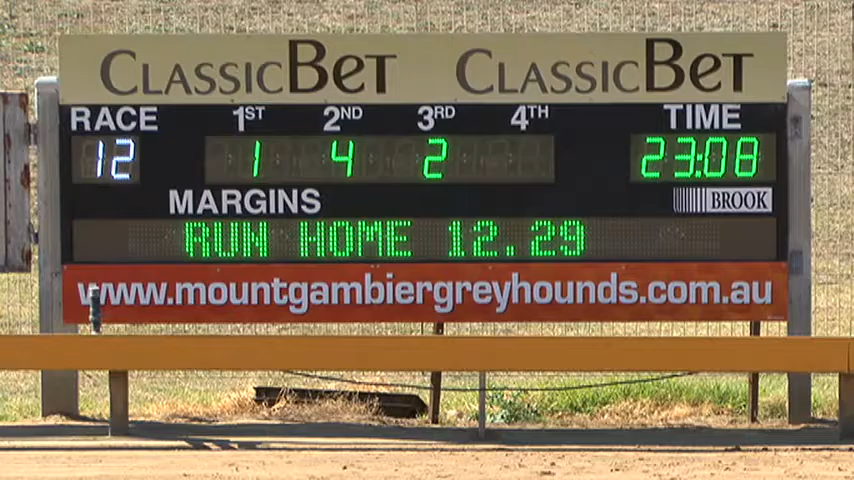 CLASSICBET CLASSICBET
RACE 1ST 2ND 3RD 4TH TIME
12 1 4 2 23:08
MARGINS BROOK
RUN HOME 12.29
www.mountgambiergreyhounds.com.au